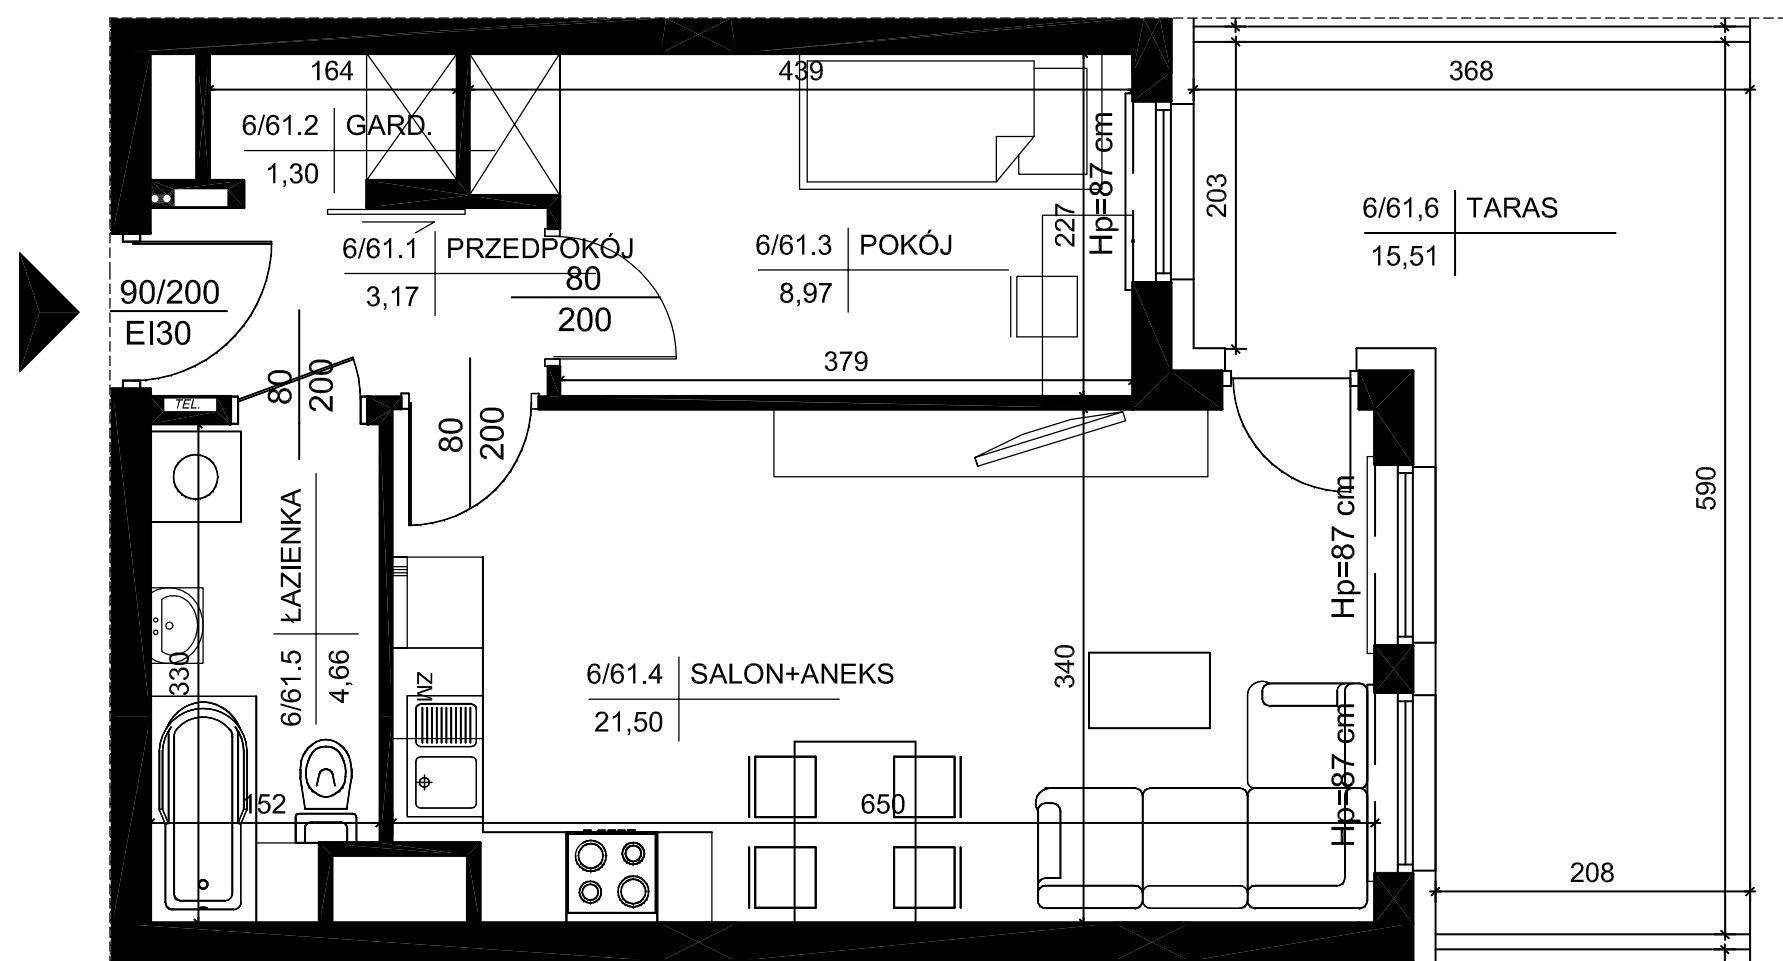 164
439
368
6/61.2 GARD.
1,30
Hp=87 cm
203
227
6/61,6 TARAS
15,51
6/61.1 PRZEDPOKÓJ
3,17
6/61.3 POKÓJ
8,97
90/200
EI30
80
200
80
200
379
TEL.
80
200
Hp=87 cm
590
ŁAZIENKA
6/61.5
4,66
330
ZM
6/61.4 SALON+ANEKS
21,50
340
Hp=87 cm
152
650
208